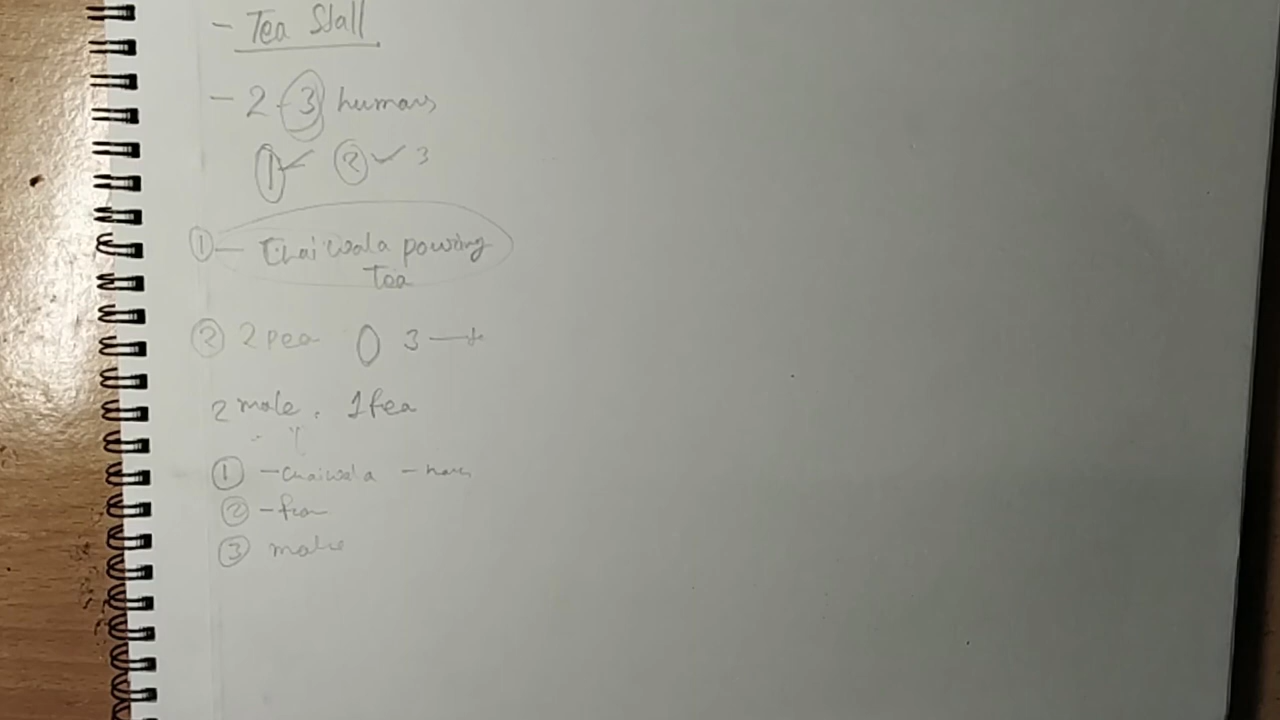 - Tea Stall
- 2-3 humans
1 2 3
1 - Chaiwala pouring
Tea
2 2 pea 0 3
2 male, 1 fea
1 - Chaiwala -
2 -
3 male